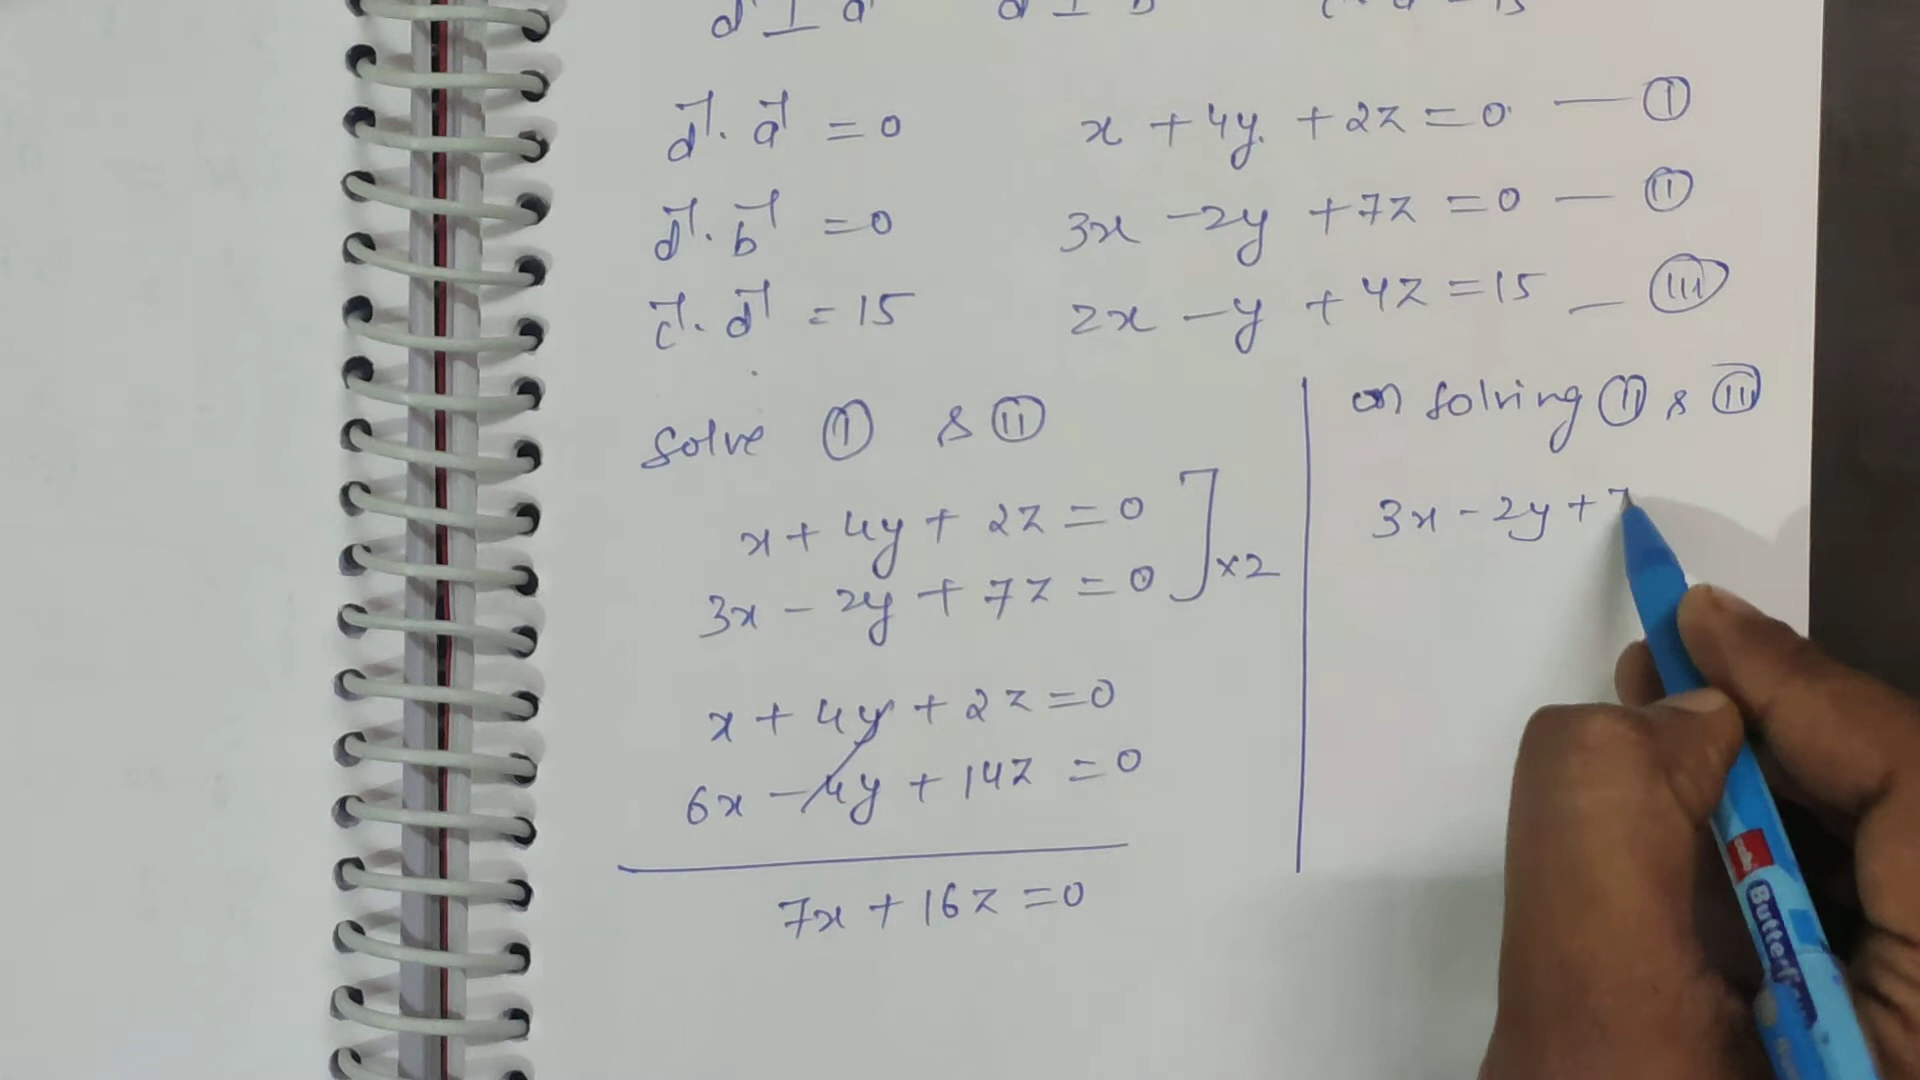 d⃗ · a⃗ = 0 x + 4y + 2z = 0 — Ⅰ
d⃗ · b⃗ = 0 3x - 2y + 7z = 0 — Ⅱ
c⃗ · d⃗ = 15 2x - y + 4z = 15 — Ⅲ
solve Ⅰ & Ⅱ
x + 4y + 2z = 0
3x - 2y + 7z = 0 ] ×2
x + 4y + 2z = 0
6x - 4y + 14z = 0
7x + 16z = 0
on solving Ⅱ & Ⅲ
3x - 2y + 7
Butterflow